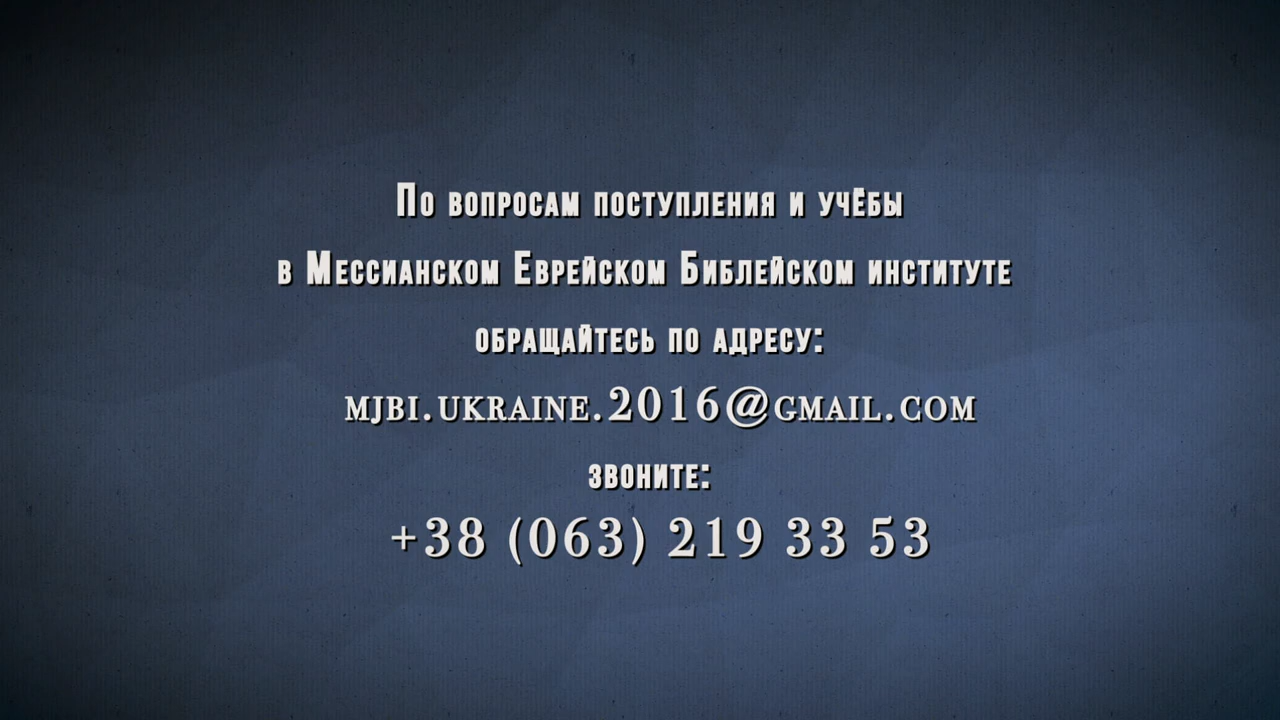 По вопросам поступления и учёбы
в Мессианском Еврейском Библейском институте
обращайтесь по адресу:
mjbi.ukraine.2016@gmail.com
звоните:
+38 (063) 219 33 53